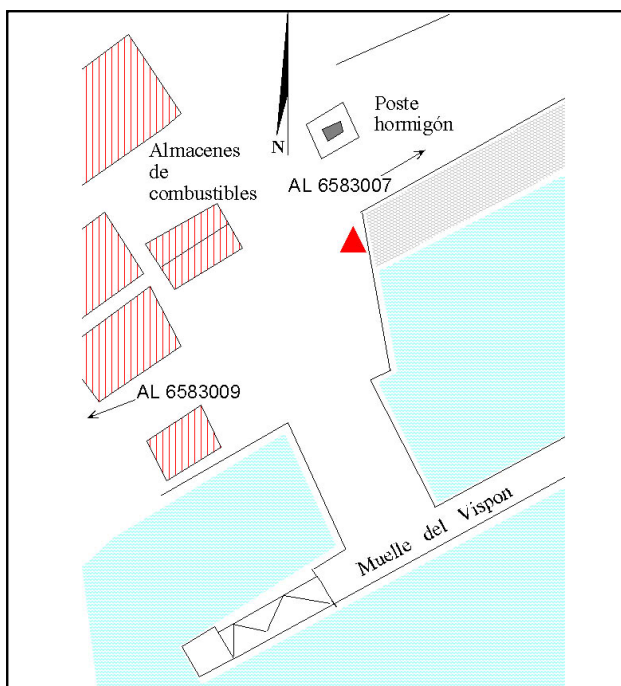 Poste
hormigón
N
Almacenes
de
combustibles
AL 6583007
AL 6583009
Muelle del Vispon